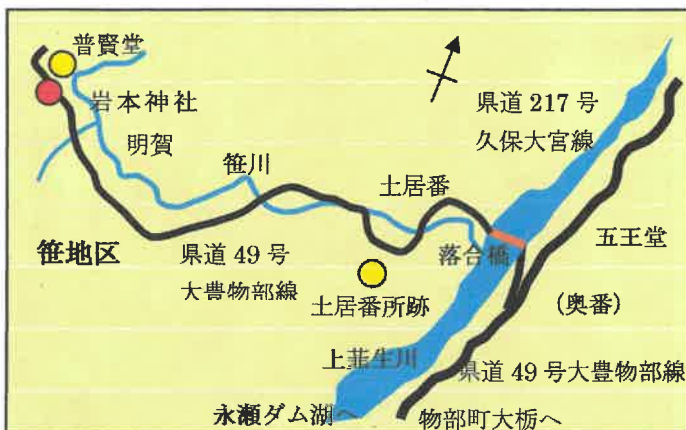 普賢堂
岩本神社
明賀
笹川
土居番
県道 217 号
久保大宮線
五王堂
笹地区
県道 49 号
大豊物部線
落合橋
土居番所跡
(奥番)
上韮生川
県道 49 号大豊物部線
永瀬ダム湖へ
物部町大栃へ